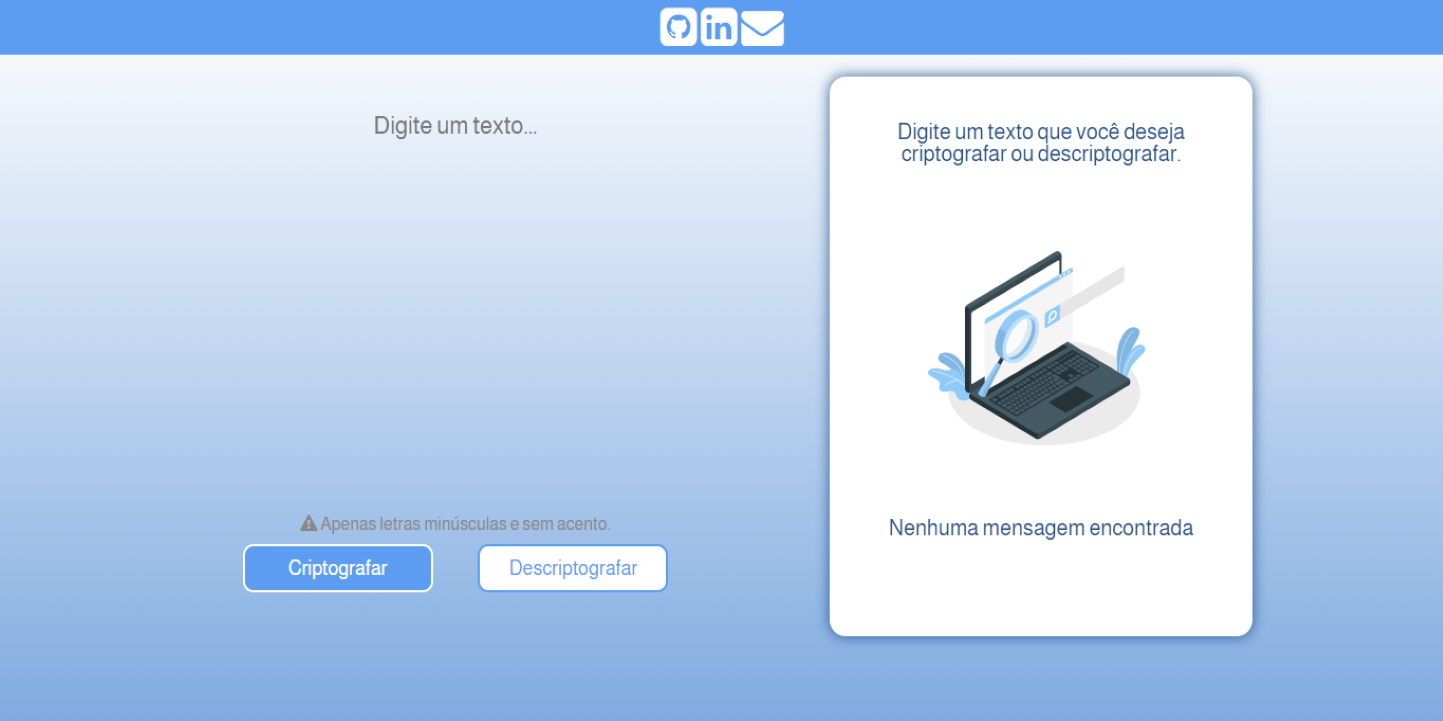 in
Digite um texto...
Apenas letras minúsculas e sem acento.
Criptografar
Descriptografar
Digite um texto que você deseja
criptografar ou descriptografar.
Nenhuma mensagem encontrada